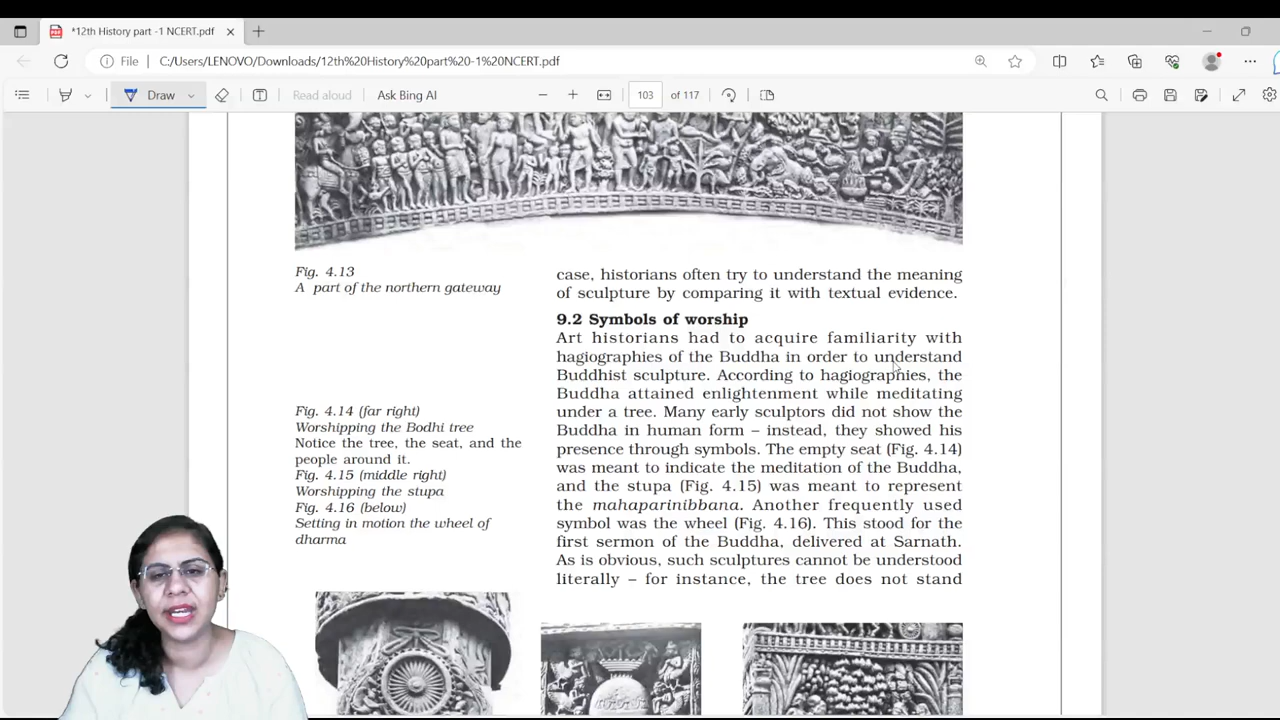 *12th History part -1 NCERT.pdf
File
C:/Users/LENOVO/Downloads/12th%20History%20part%20-1%20NCERT.pdf
Draw
Read aloud
Ask Bing AI
103
of 117
Fig. 4.13
A part of the northern gateway
Fig. 4.14 (far right)
Worshipping the Bodhi tree
Notice the tree, the seat, and the
people around it.
Fig. 4.15 (middle right)
Worshipping the stupa
Fig. 4.16 (below)
Setting in motion the wheel of
dharma
case, historians often try to understand the meaning
of sculpture by comparing it with textual evidence.
9.2 Symbols of worship
Art historians had to acquire familiarity with
hagiographies of the Buddha in order to understand
Buddhist sculpture. According to hagiographies, the
Buddha attained enlightenment while meditating
under a tree. Many early sculptors did not show the
Buddha in human form – instead, they showed his
presence through symbols. The empty seat (Fig. 4.14)
was meant to indicate the meditation of the Buddha,
and the stupa (Fig. 4.15) was meant to represent
the mahaparinibbana. Another frequently used
symbol was the wheel (Fig. 4.16). This stood for the
first sermon of the Buddha, delivered at Sarnath.
As is obvious, such sculptures cannot be understood
literally – for instance, the tree does not stand